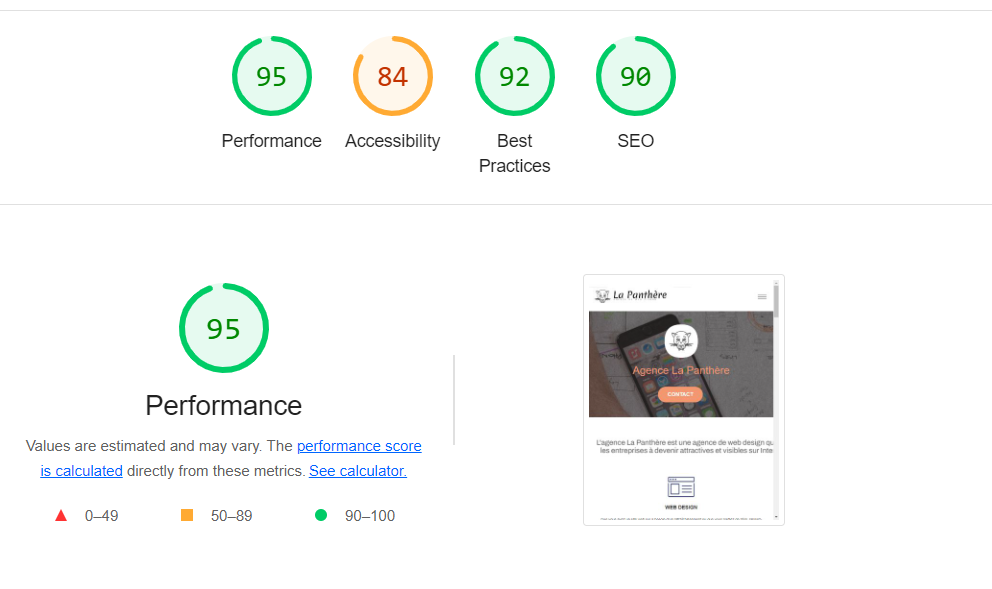 95
84
92
90
Performance
Accessibility
Best
Practices
SEO
95
Performance
Values are estimated and may vary. The performance score
is calculated directly from these metrics. See calculator.
0–49
50–89
90–100
La Panthère
Agence La Panthère
CONTACT
L'agence La Panthère est une agence de web design qu
les entreprises à devenir attractives et visibles sur Inte
WEB DESIGN